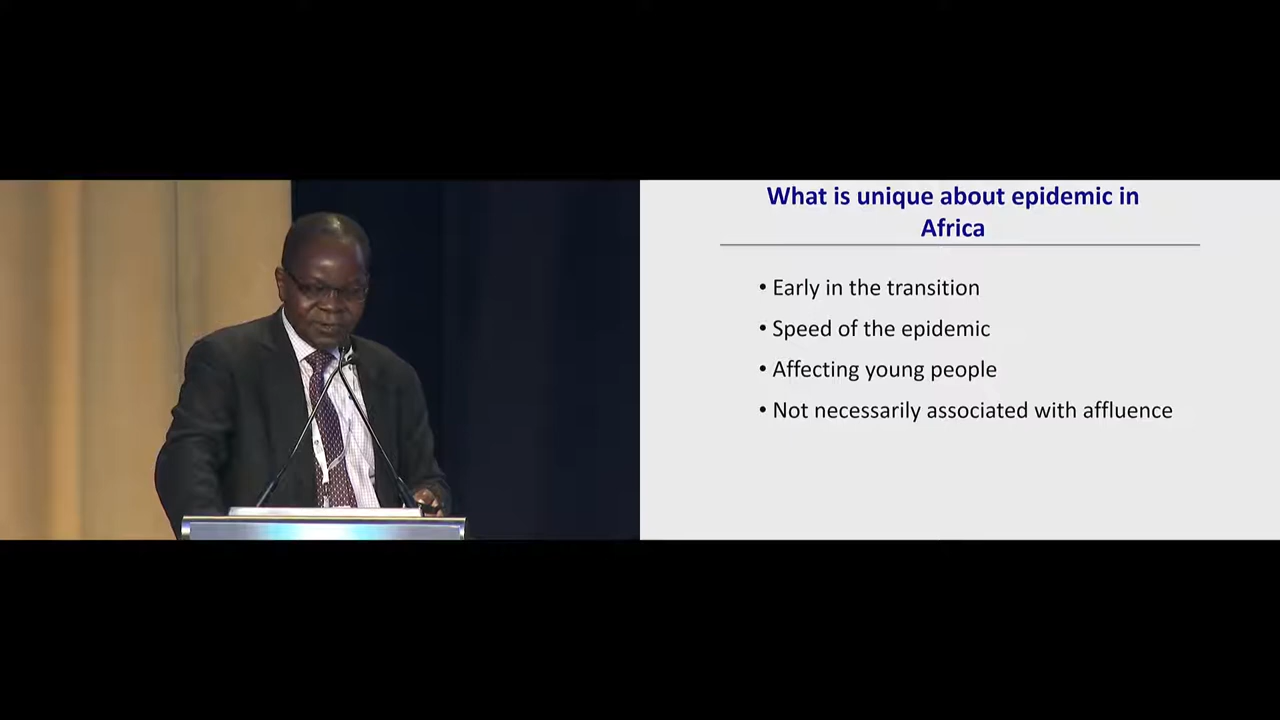 What is unique about epidemic in
Africa
• Early in the transition
• Speed of the epidemic
• Affecting young people
• Not necessarily associated with affluence